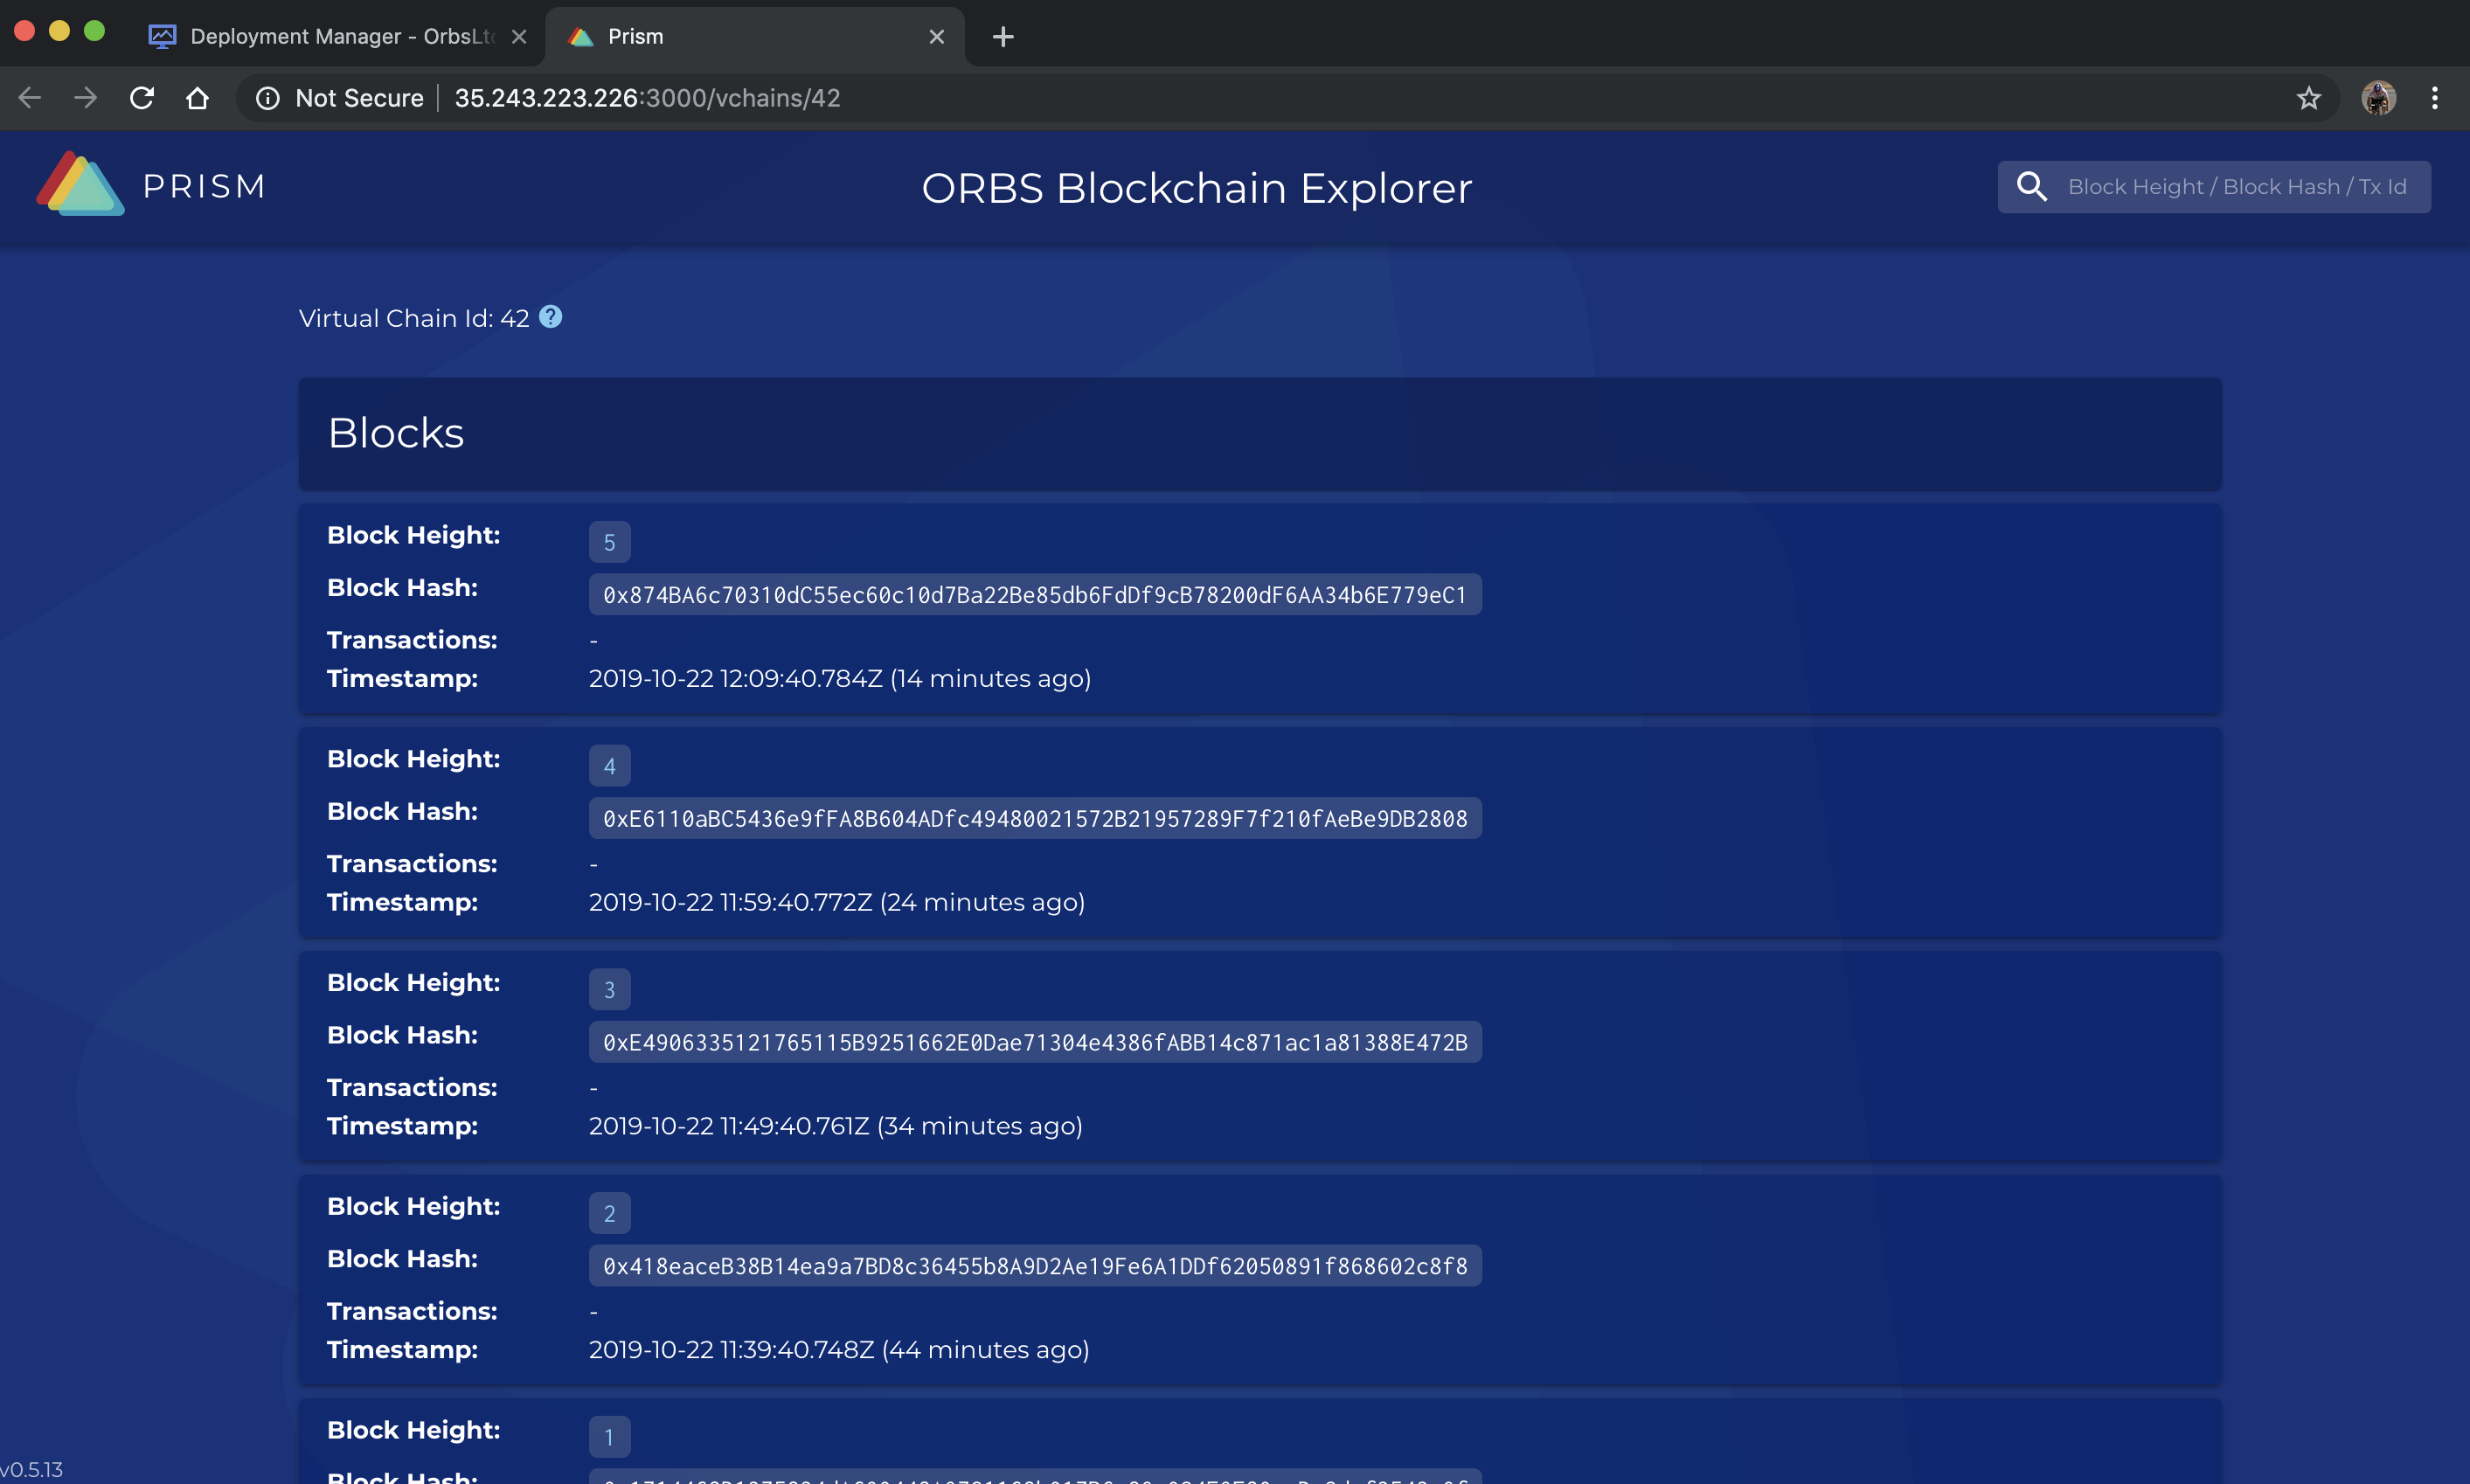 Deployment Manager - OrbsLtd
Prism
Not Secure
35.243.223.226:3000/vchains/42
PRISM
ORBS Blockchain Explorer
Block Height / Block Hash / Tx Id
Virtual Chain Id: 42 ?
Blocks
Block Height: 5
Block Hash: 0x874BA6c70310dC55ec60c10d7Ba22Be85db6FdDf9cB78200dF6AA34b6E779eC1
Transactions: -
Timestamp: 2019-10-22 12:09:40.784Z (14 minutes ago)
Block Height: 4
Block Hash: 0xE6110aBC5436e9fFA8B604ADfc49480021572B21957289F7f210fAeBe9DB2808
Transactions: -
Timestamp: 2019-10-22 11:59:40.772Z (24 minutes ago)
Block Height: 3
Block Hash: 0xE4906335121765115B9251662E0Dae71304e4386fABB14c871ac1a81388E472B
Transactions: -
Timestamp: 2019-10-22 11:49:40.761Z (34 minutes ago)
Block Height: 2
Block Hash: 0x418eaceB38B14ea9a7BD8c36455b8A9D2Ae19Fe6A1DDf62050891f868602c8f8
Transactions: -
Timestamp: 2019-10-22 11:39:40.748Z (44 minutes ago)
Block Height: 1
Block Hash:
v0.5.13